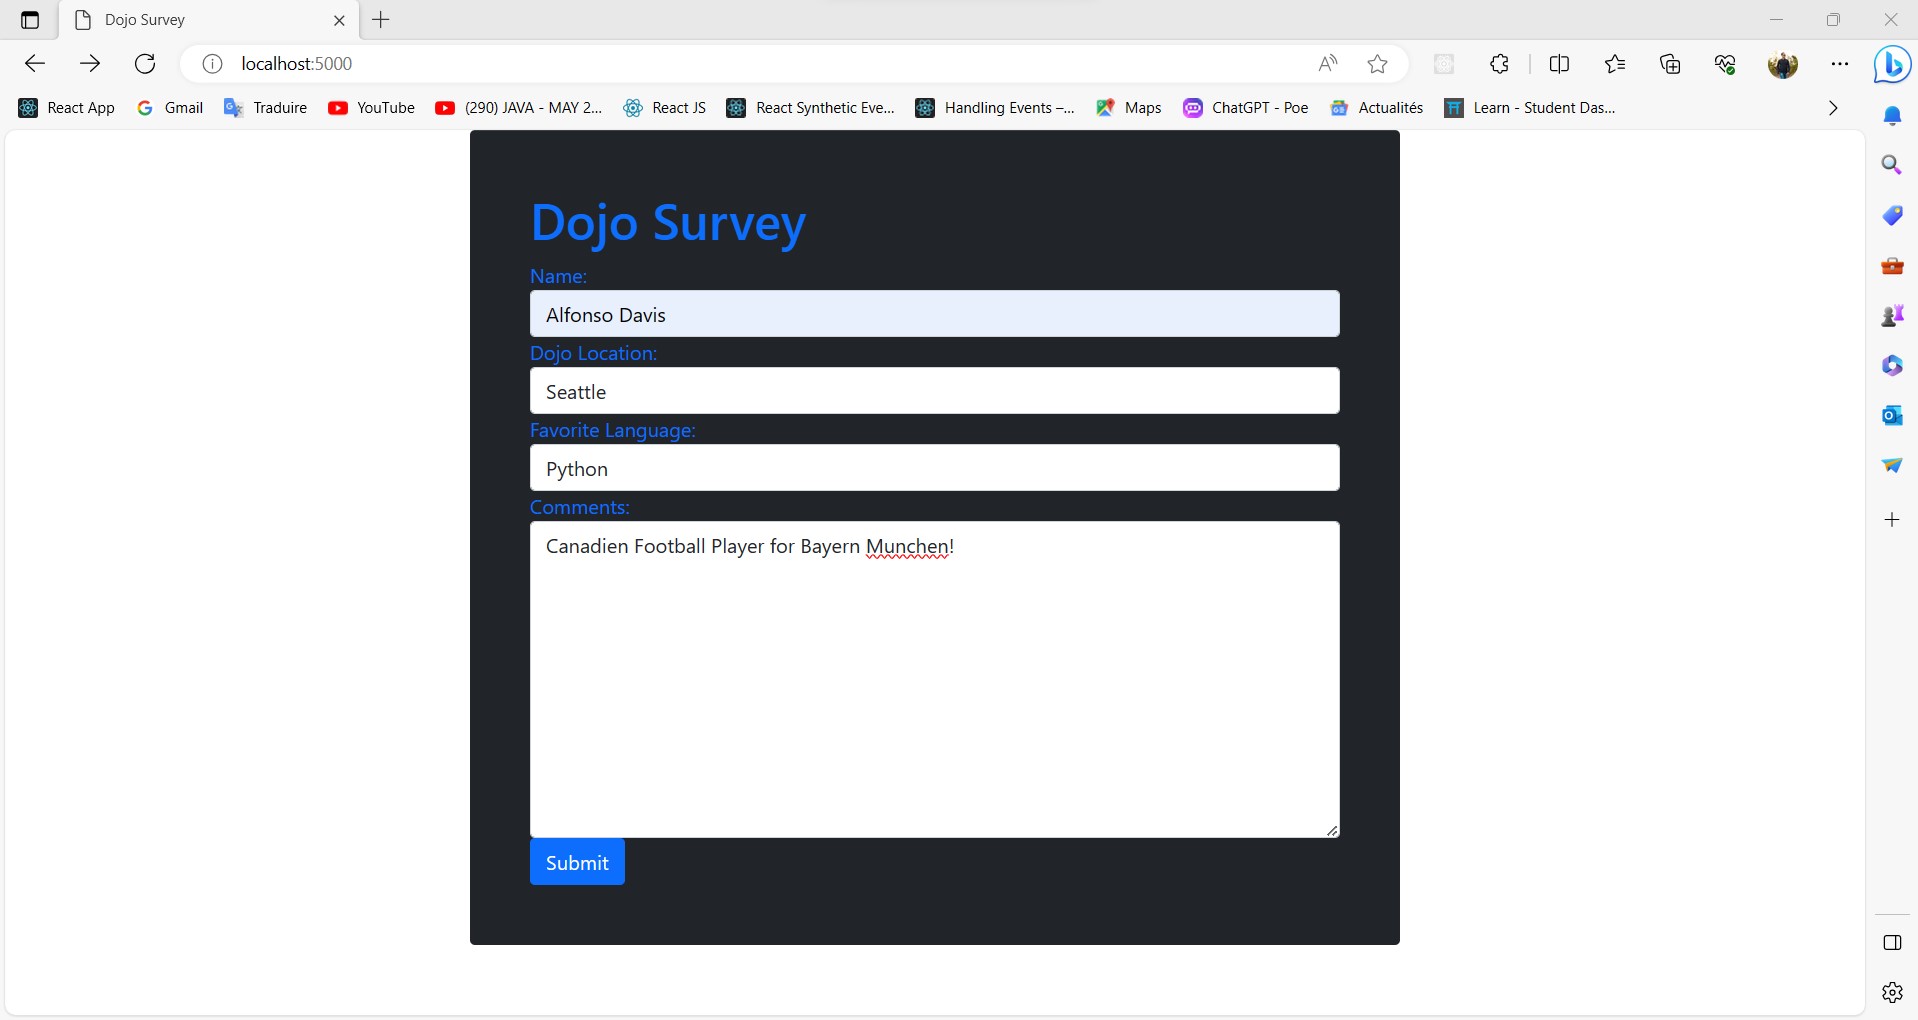 Dojo Survey
localhost:5000
React App Gmail Traduire YouTube (290) JAVA - MAY 2... React JS React Synthetic Eve... Handling Events –... Maps ChatGPT - Poe Actualités Learn - Student Das...
Dojo Survey
Name:
Alfonso Davis
Dojo Location:
Seattle
Favorite Language:
Python
Comments:
Canadien Football Player for Bayern Munchen!
Submit